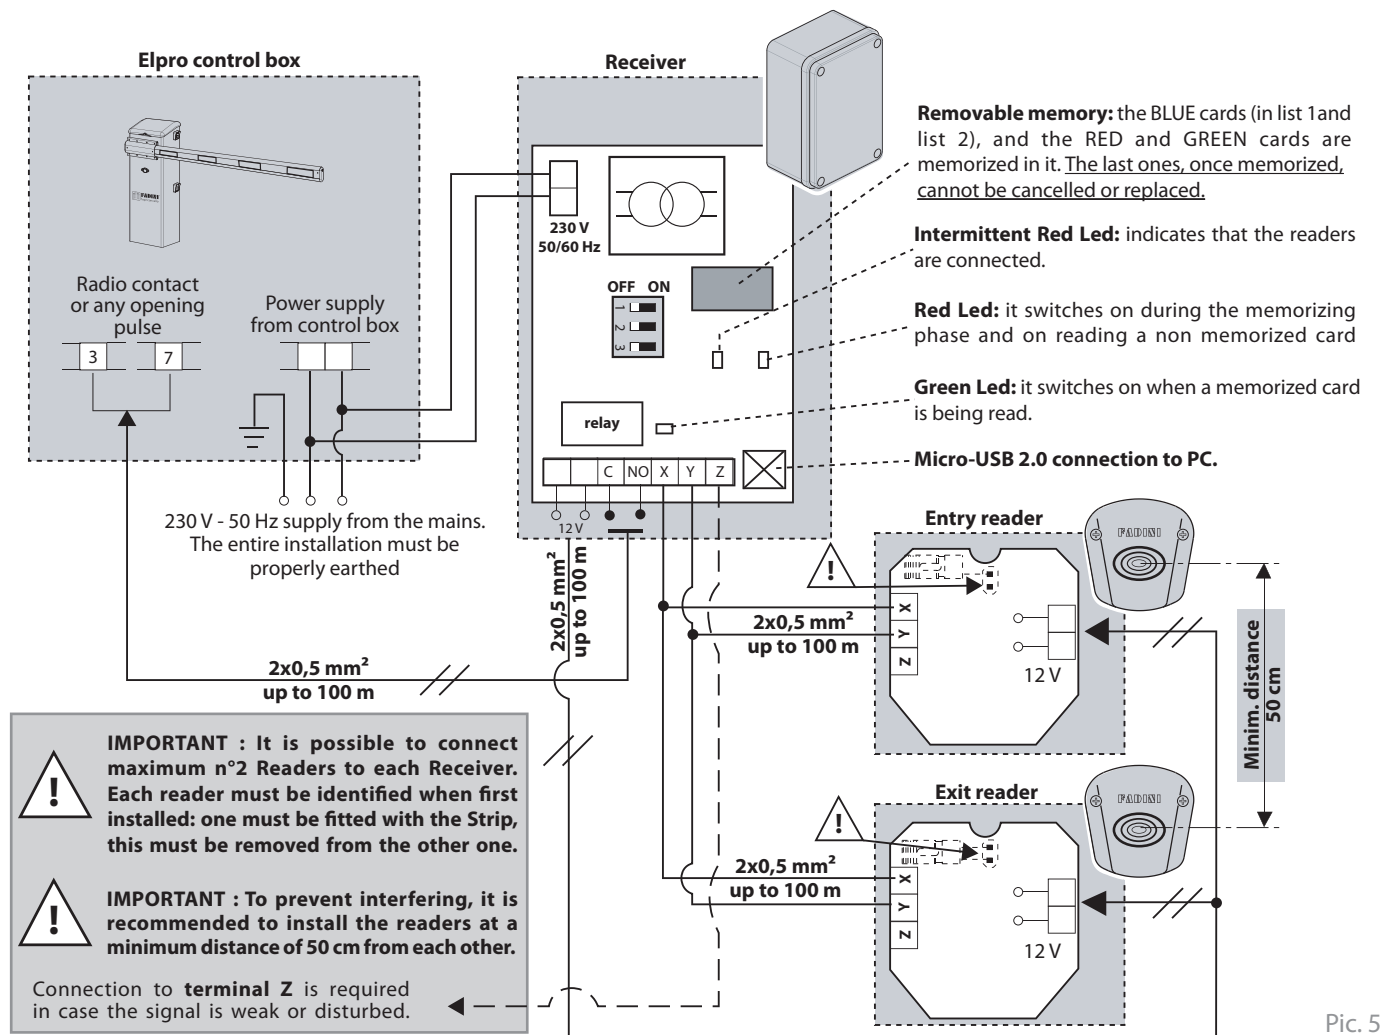 Elpro control box
Receiver
FADINI
Radio contact
or any opening
pulse
Power supply
from control box
3
7
230 V - 50 Hz supply from the mains.
The entire installation must be
properly earthed
230 V
50/60 Hz
OFF ON
1
2
3
relay
C
NO
X
Y
Z
12 V
Removable memory: the BLUE cards (in list 1and
list 2), and the RED and GREEN cards are
memorized in it. The last ones, once memorized,
cannot be cancelled or replaced.
Intermittent Red Led: indicates that the readers
are connected.
Red Led: it switches on during the memorizing
phase and on reading a non memorized card
Green Led: it switches on when a memorized card
is being read.
Micro-USB 2.0 connection to PC.
2x0,5 mm²
up to 100 m
2x0,5 mm²
up to 100 m
Entry reader
FADINI
!
X
Y
Z
2x0,5 mm²
up to 100 m
12 V
Minim. distance
50 cm
Exit reader
FADINI
!
X
Y
Z
2x0,5 mm²
up to 100 m
12 V
!
IMPORTANT : It is possible to connect
maximum n°2 Readers to each Receiver.
Each reader must be identified when first
installed: one must be fitted with the Strip,
this must be removed from the other one.
!
IMPORTANT : To prevent interfering, it is
recommended to install the readers at a
minimum distance of 50 cm from each other.
Connection to terminal Z is required
in case the signal is weak or disturbed.
Pic. 5